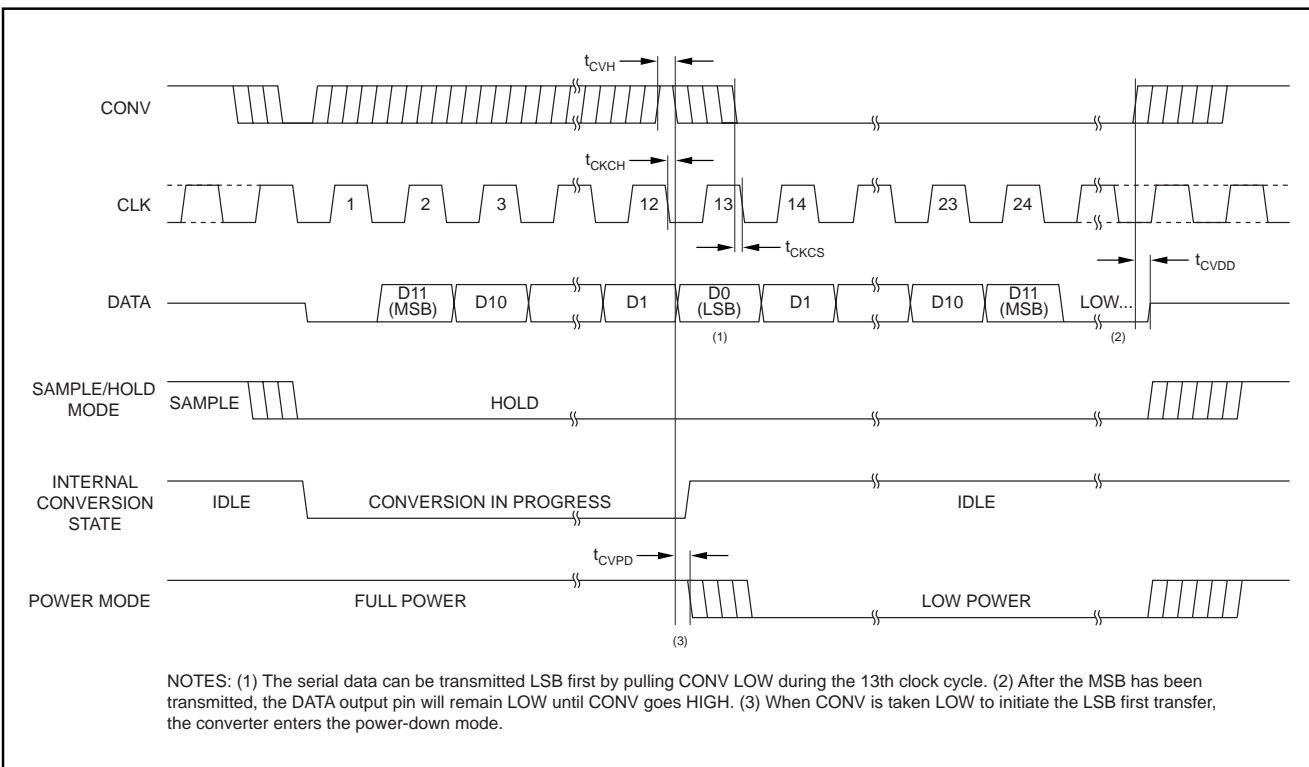 tCVH
CONV
tCKCH
CLK
1 2 3 12 13 14 23 24
tCKCS
tCVDD
DATA
D11 (MSB) D10 D1 D0 (LSB) D1 D10 D11 (MSB) LOW...
(1) (2)
SAMPLE/HOLD
MODE
SAMPLE HOLD
INTERNAL
CONVERSION
STATE
IDLE CONVERSION IN PROGRESS IDLE
tCVPD
POWER MODE FULL POWER LOW POWER
(3)
NOTES: (1) The serial data can be transmitted LSB first by pulling CONV LOW during the 13th clock cycle. (2) After the MSB has been
transmitted, the DATA output pin will remain LOW until CONV goes HIGH. (3) When CONV is taken LOW to initiate the LSB first transfer,
the converter enters the power-down mode.